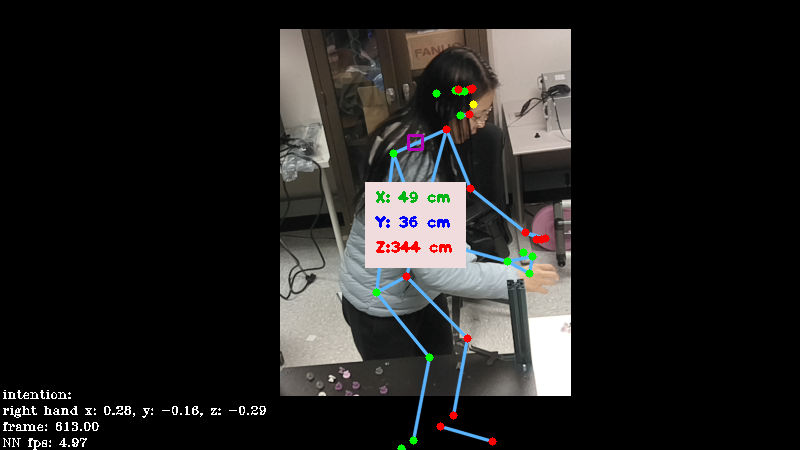 FANUC
X: 49 cm
Y: 36 cm
Z:344 cm
intention:
right hand x: 0.28, y: -0.16, z: -0.29
frame: 613.00
NN fps: 4.97